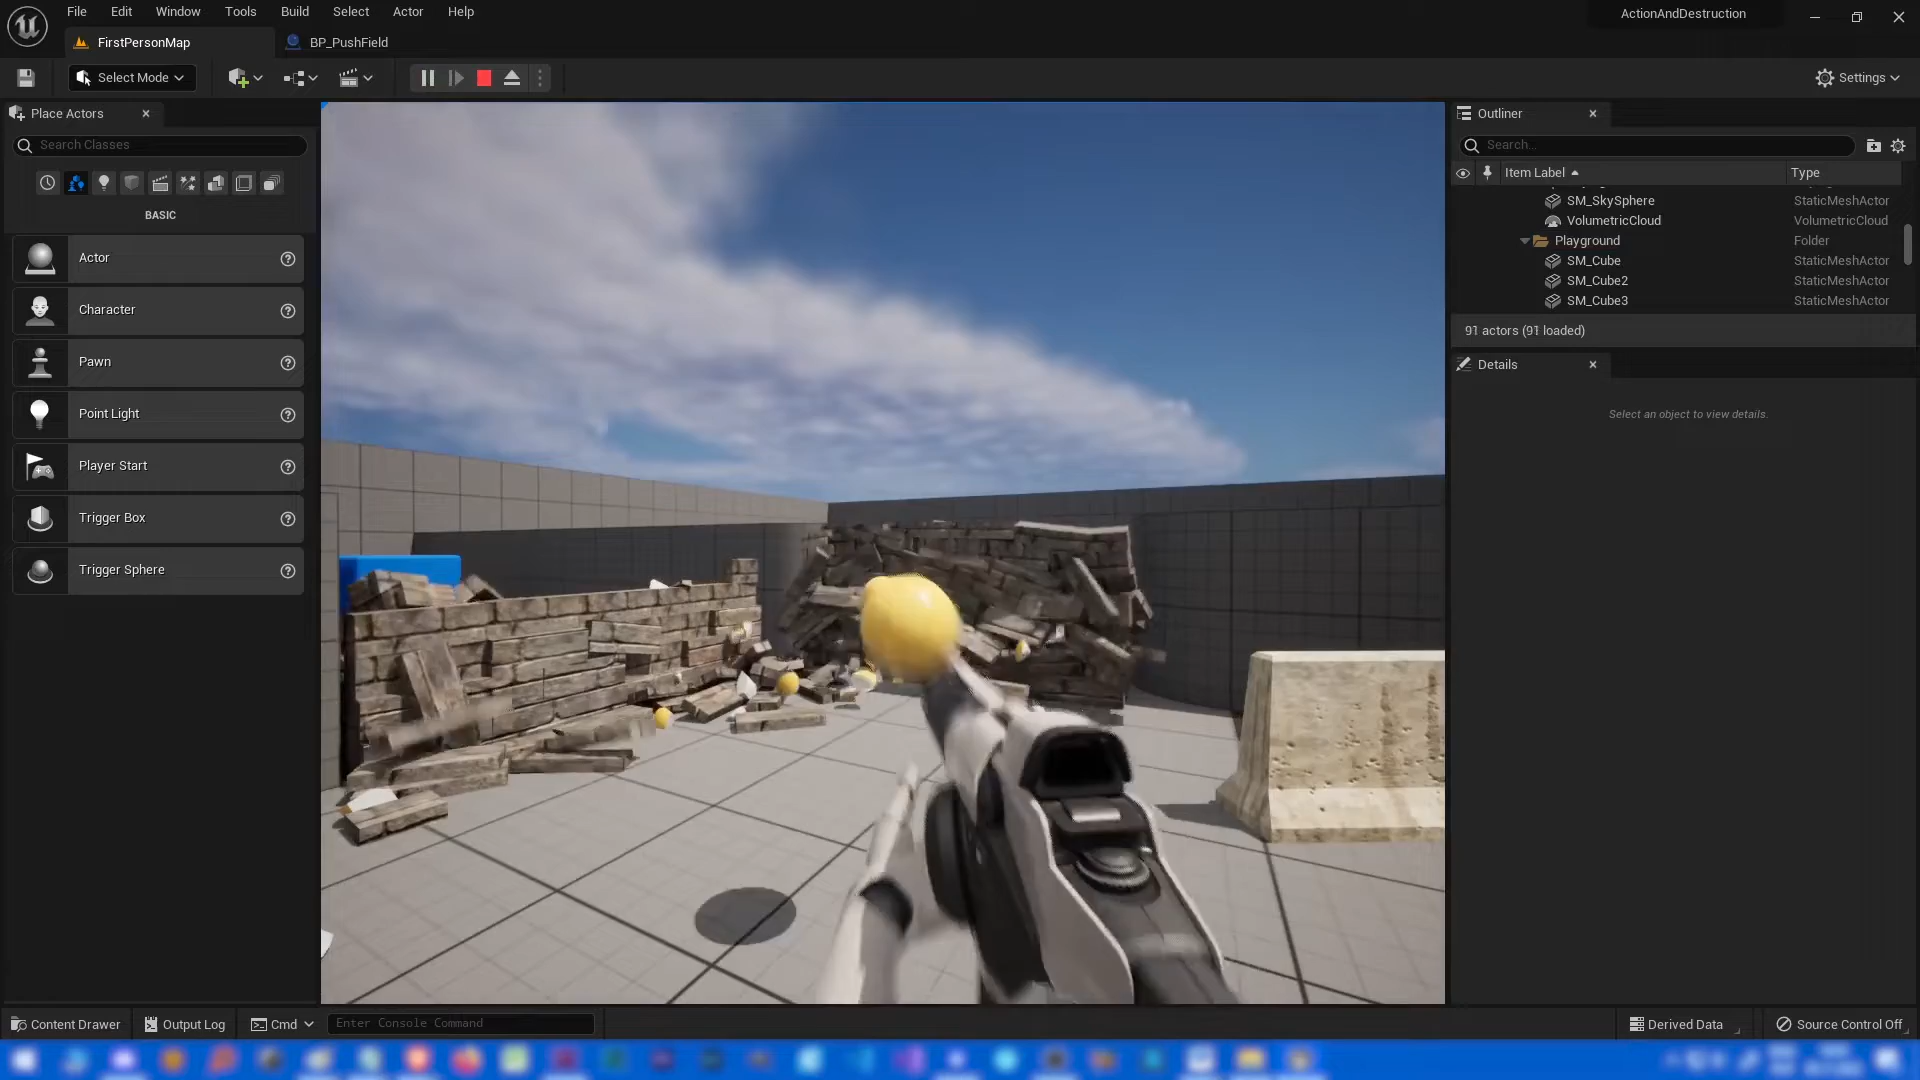 File Edit Window Tools Build Select Actor Help
ActionAndDestruction
FirstPersonMap
BP_PushField
Select Mode
Settings
Place Actors
Search Classes
BASIC
Actor
Character
Pawn
Point Light
Player Start
Trigger Box
Trigger Sphere
Outliner
Search...
Item Label
Type
SM_SkySphere StaticMeshActor
VolumetricCloud VolumetricCloud
Playground Folder
SM_Cube StaticMeshActor
SM_Cube2 StaticMeshActor
SM_Cube3 StaticMeshActor
91 actors (91 loaded)
Details
Select an object to view details.
Content Drawer
Output Log
Cmd
Enter Console Command
Derived Data
Source Control Off